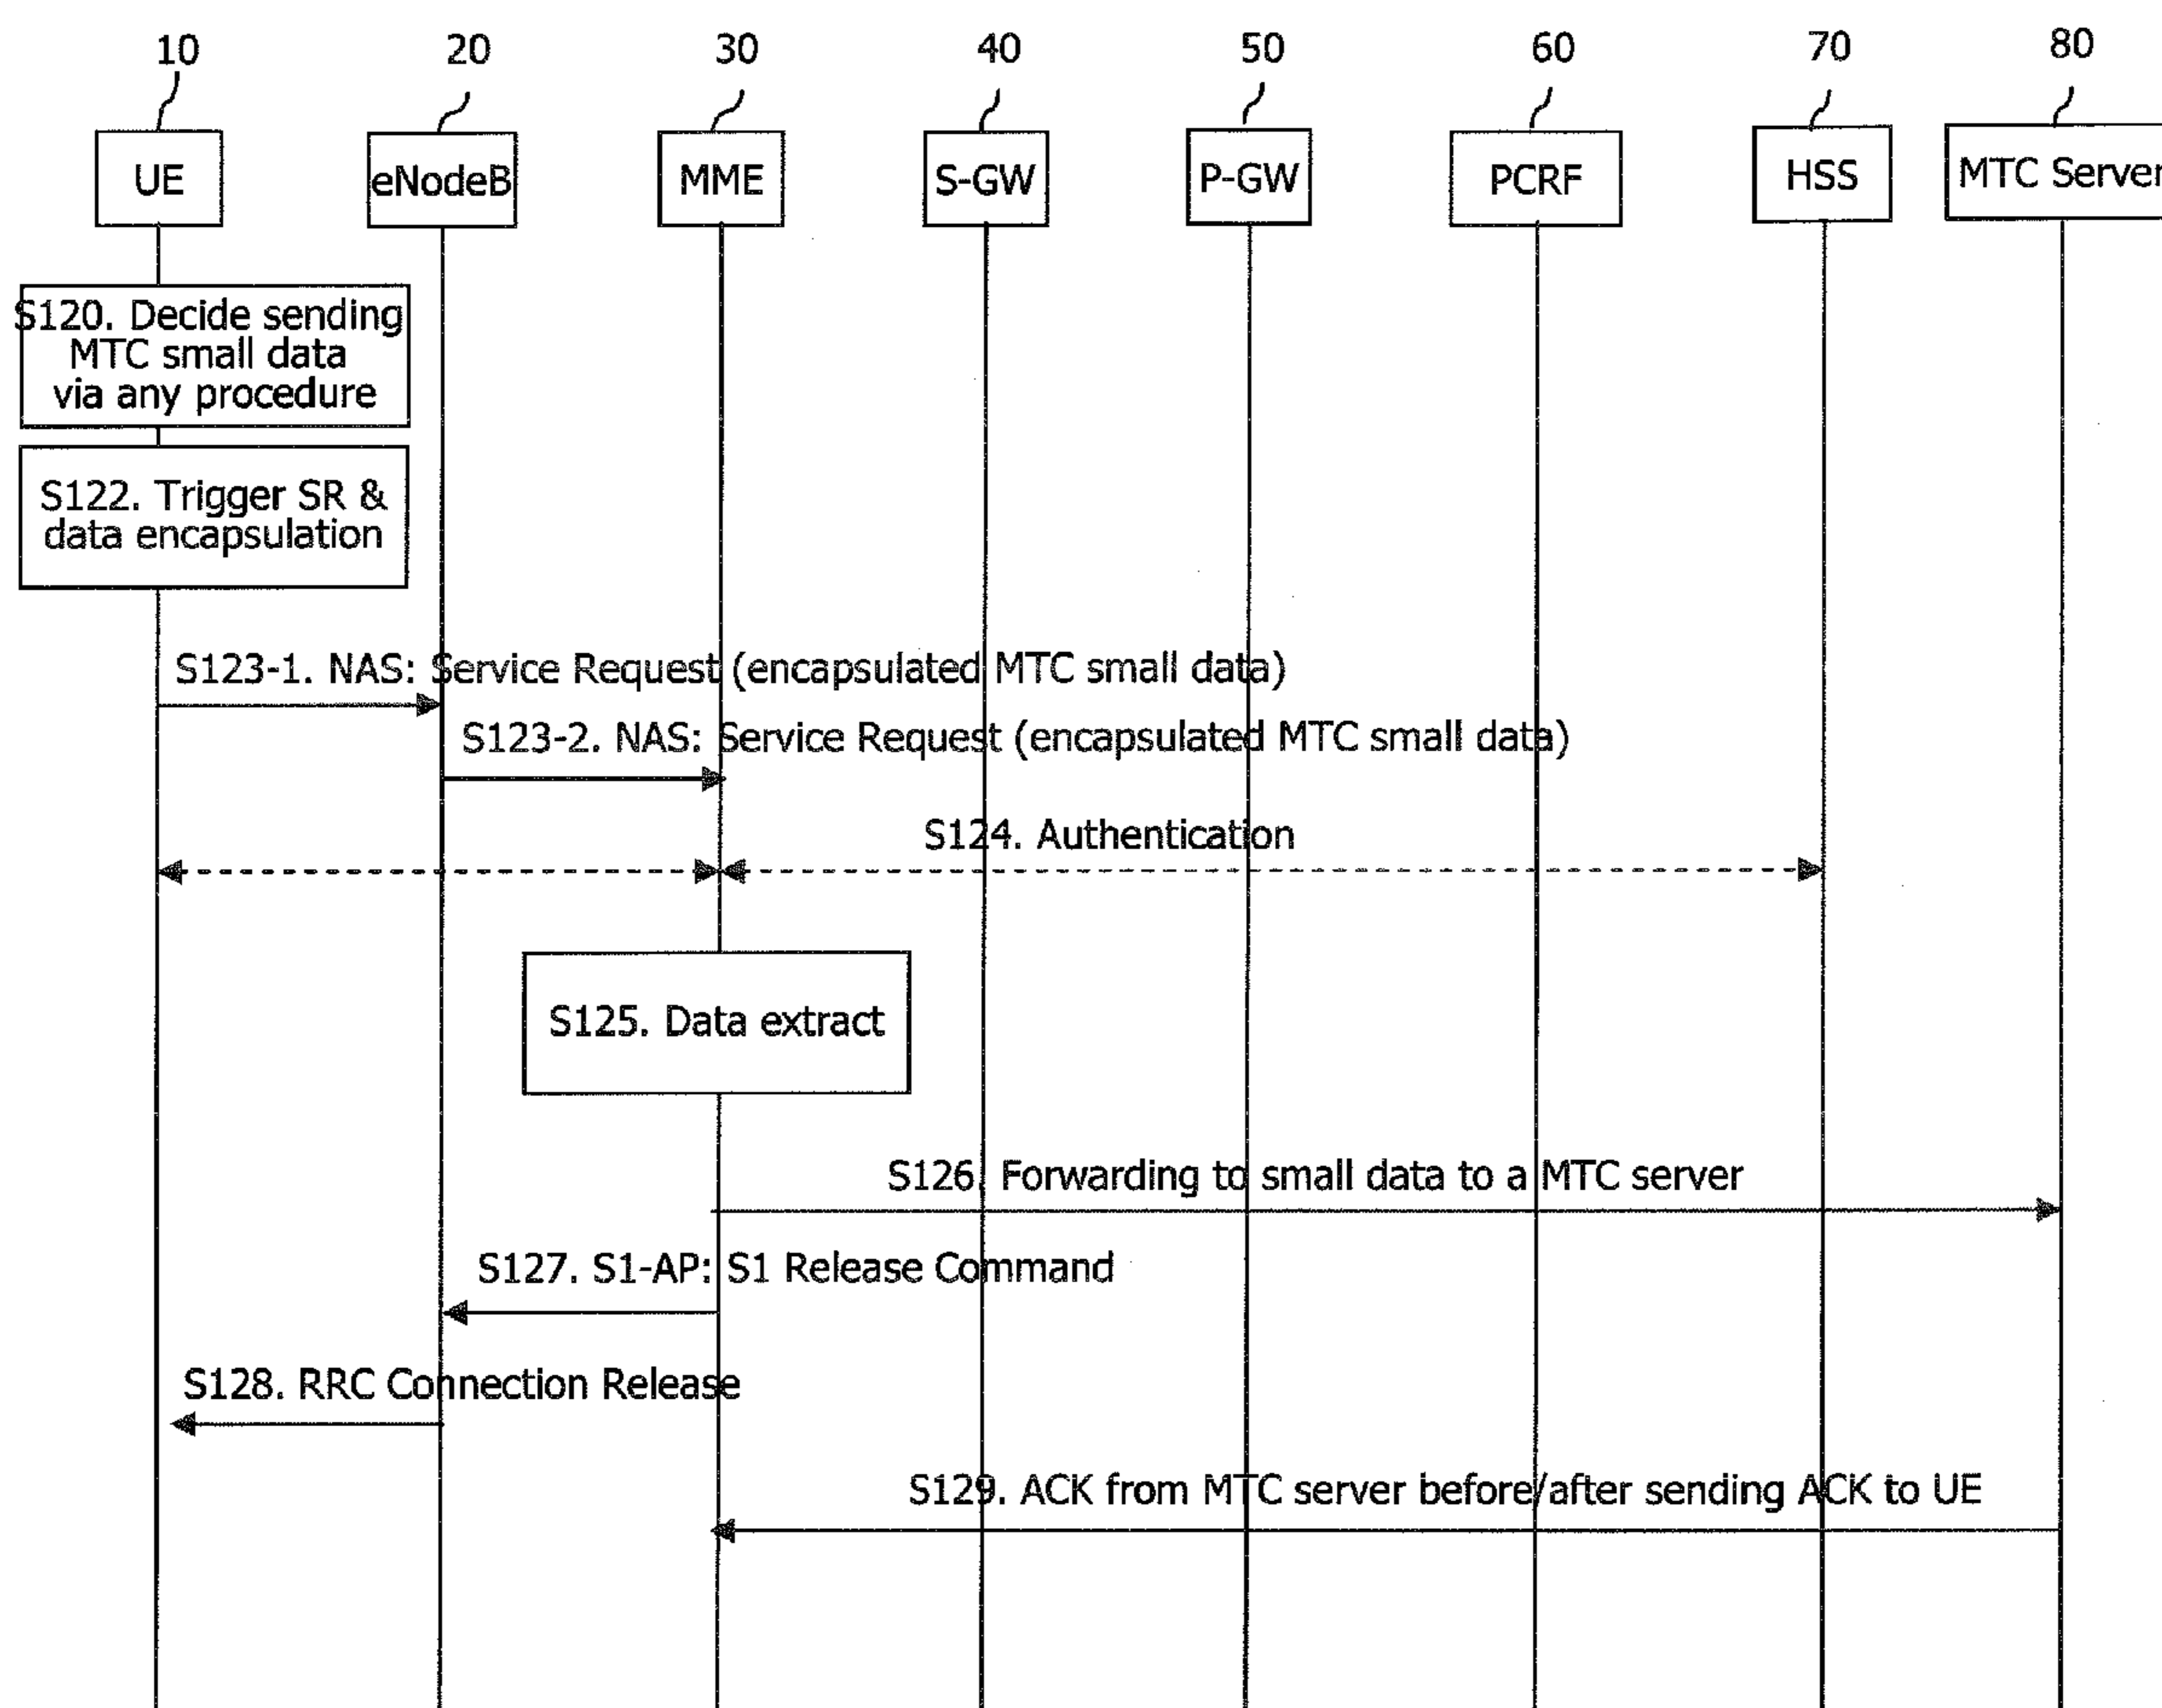 10 20 30 40 50 60 70 80
UE eNodeB MME S-GW P-GW PCRF HSS MTC Server
S120. Decide sending
MTC small data
via any procedure
S122. Trigger SR &
data encapsulation
S123-1. NAS: Service Request (encapsulated MTC small data)
S123-2. NAS: Service Request (encapsulated MTC small data)
S124. Authentication
S125. Data extract
S126. Forwarding to small data to a MTC server
S127. S1-AP: S1 Release Command
S128. RRC Connection Release
S129. ACK from MTC server before/after sending ACK to UE